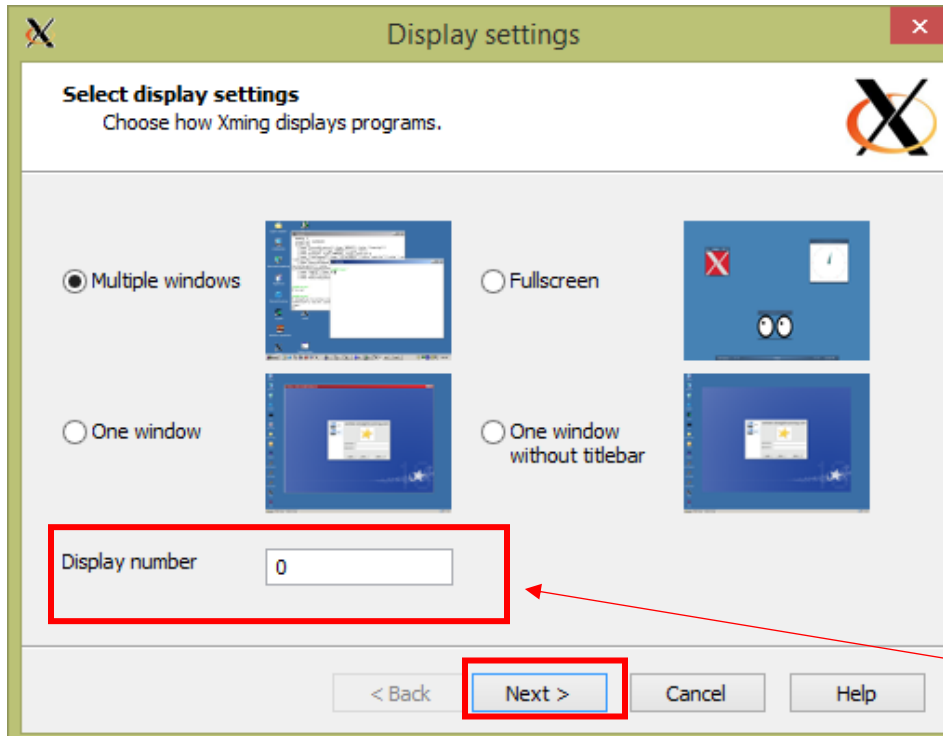 Display settings
Select display settings
Choose how Xming displays programs.
Multiple windows
Fullscreen
One window
One window
without titlebar
Display number
0
< Back
Next >
Cancel
Help